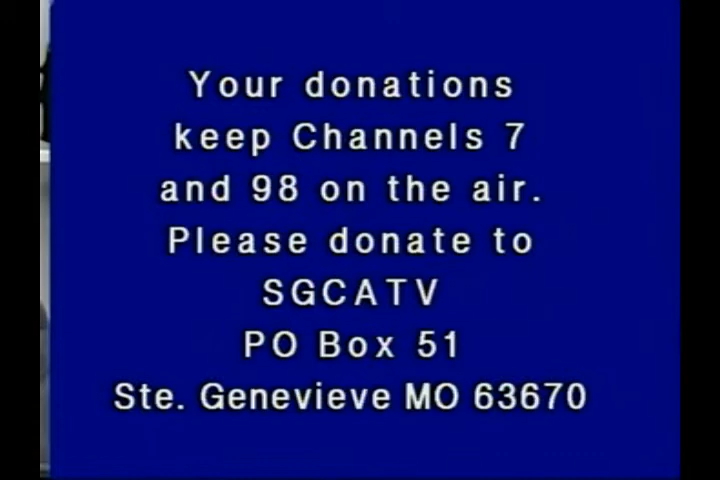 Your donations
keep Channels 7
and 98 on the air.
Please donate to
SGCATV
PO Box 51
Ste. Genevieve MO 63670